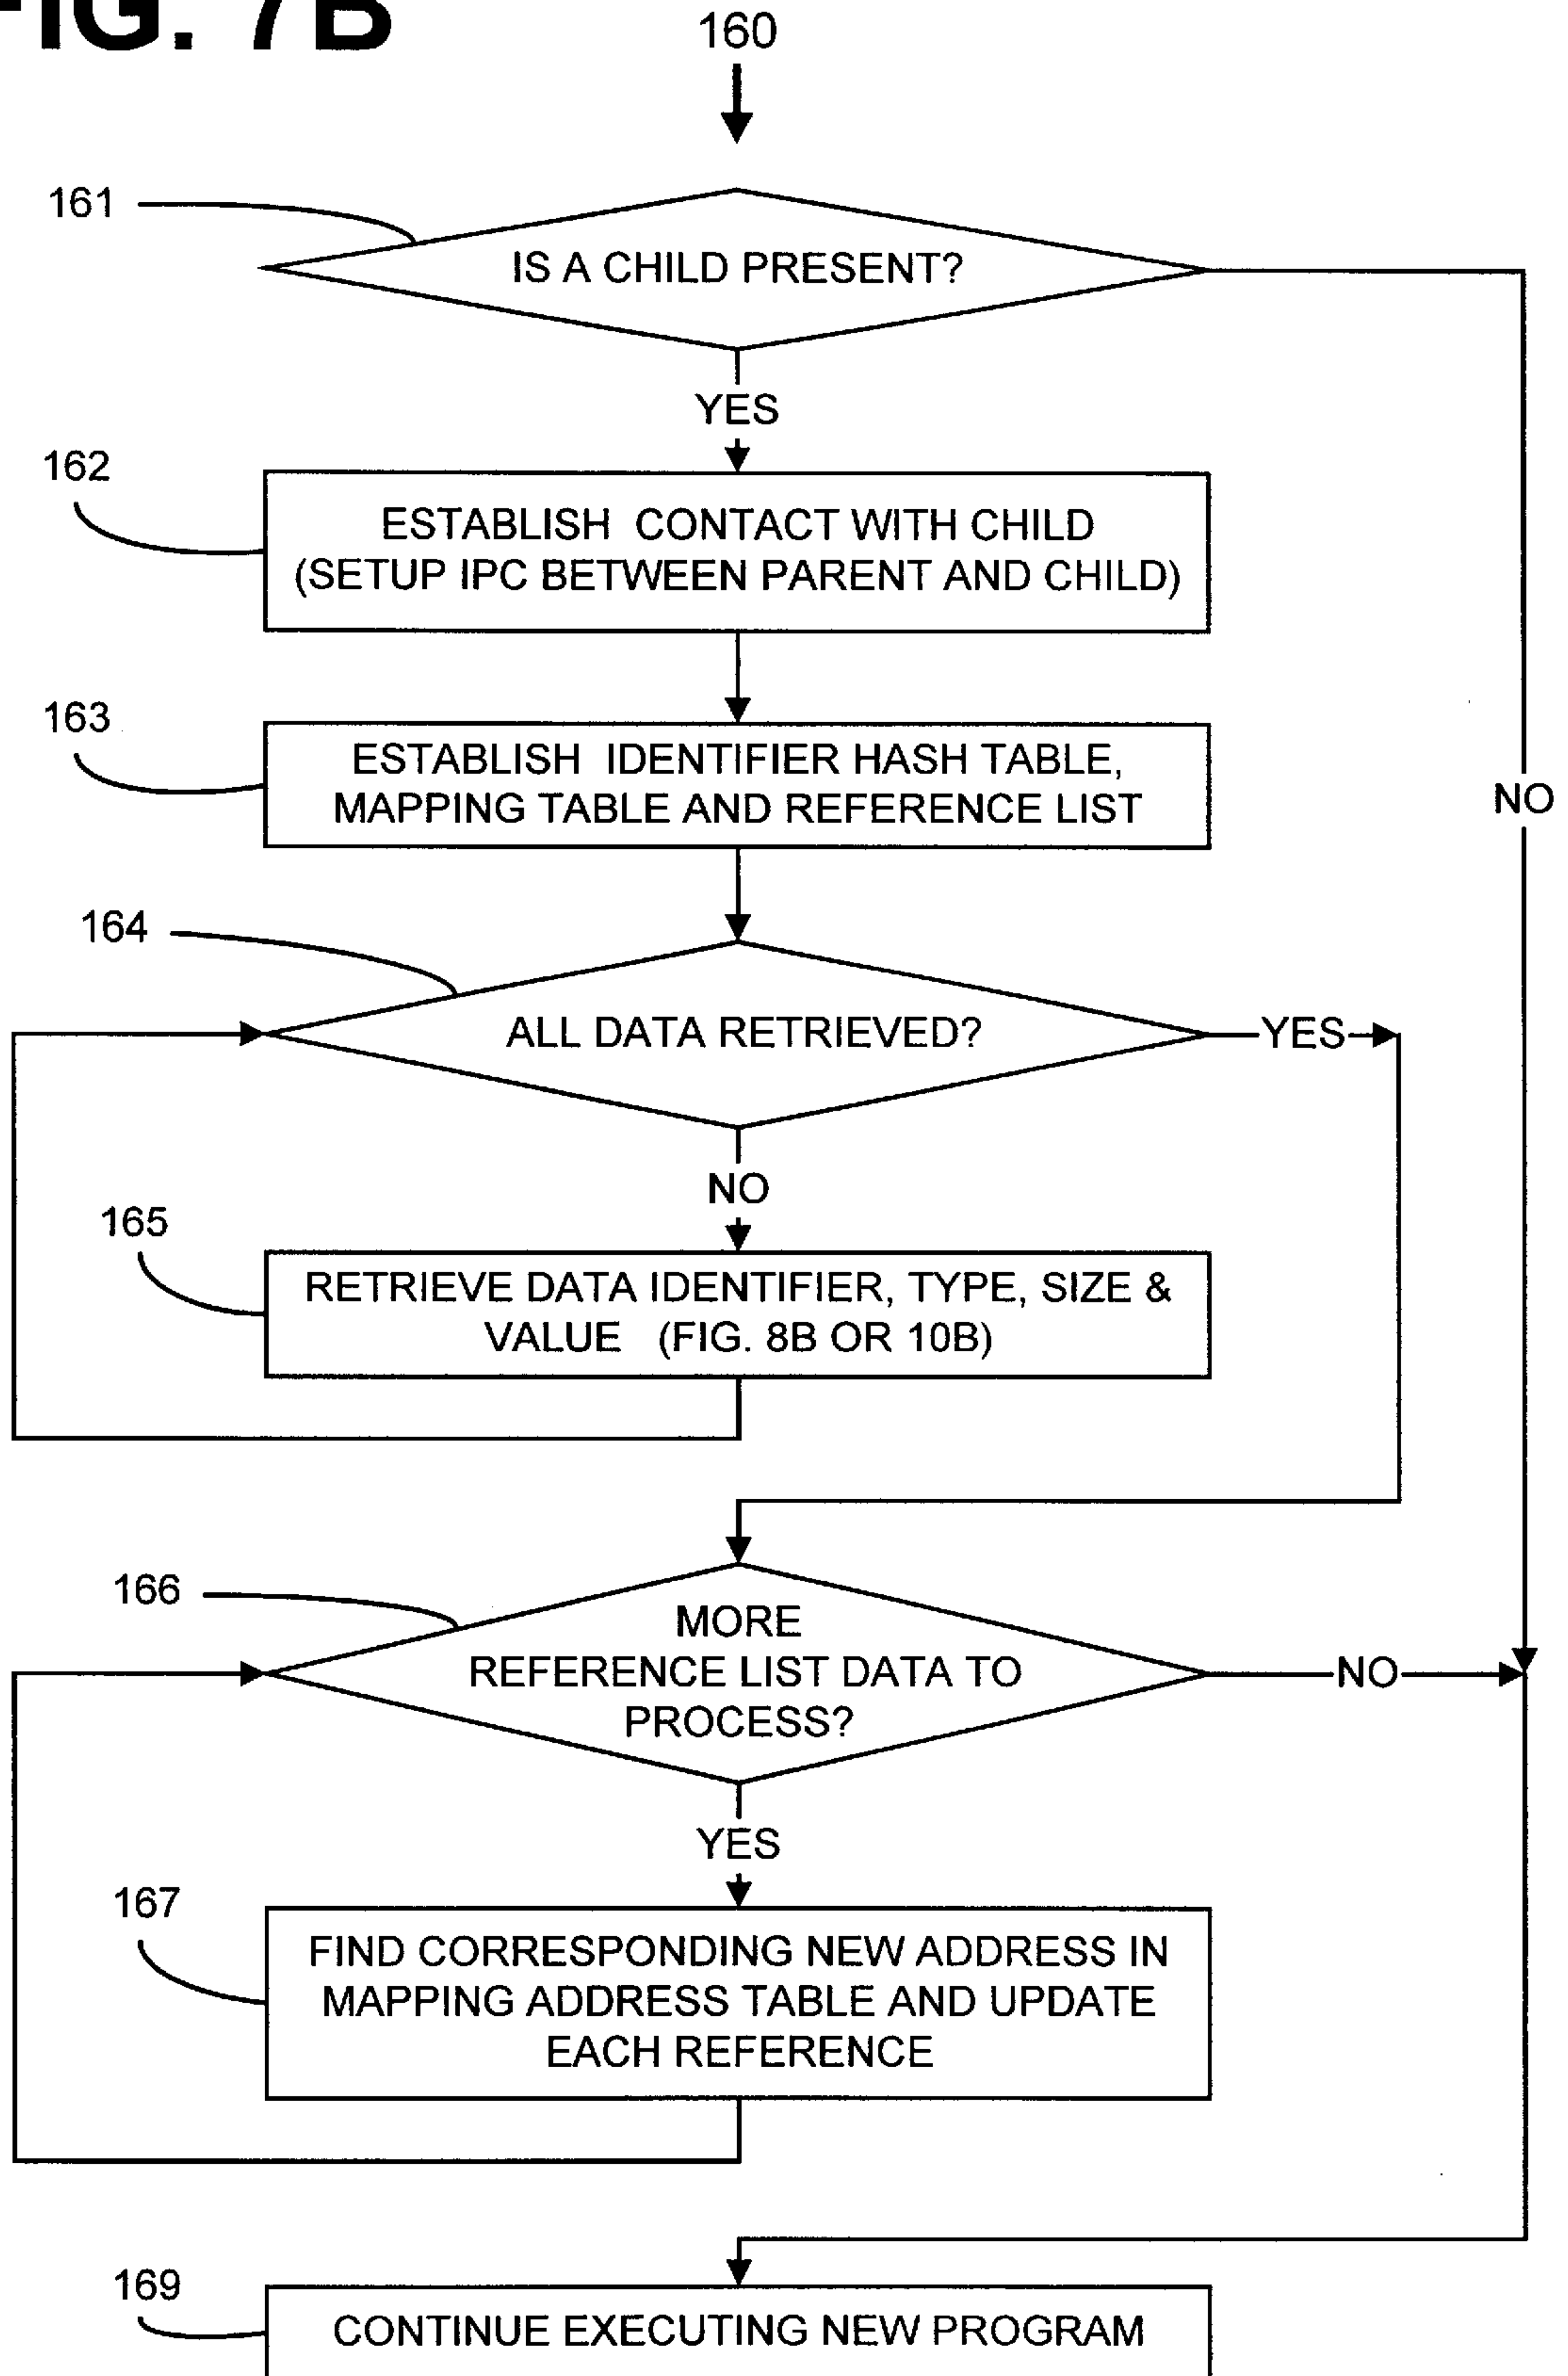 FIG. 7B
160
161
IS A CHILD PRESENT?
YES
162
ESTABLISH CONTACT WITH CHILD
(SETUP IPC BETWEEN PARENT AND CHILD)
163
ESTABLISH IDENTIFIER HASH TABLE,
MAPPING TABLE AND REFERENCE LIST
NO
164
ALL DATA RETRIEVED?
YES
NO
165
RETRIEVE DATA IDENTIFIER, TYPE, SIZE &
VALUE (FIG. 8B OR 10B)
166
MORE
REFERENCE LIST DATA TO
PROCESS?
NO
YES
167
FIND CORRESPONDING NEW ADDRESS IN
MAPPING ADDRESS TABLE AND UPDATE
EACH REFERENCE
169
CONTINUE EXECUTING NEW PROGRAM